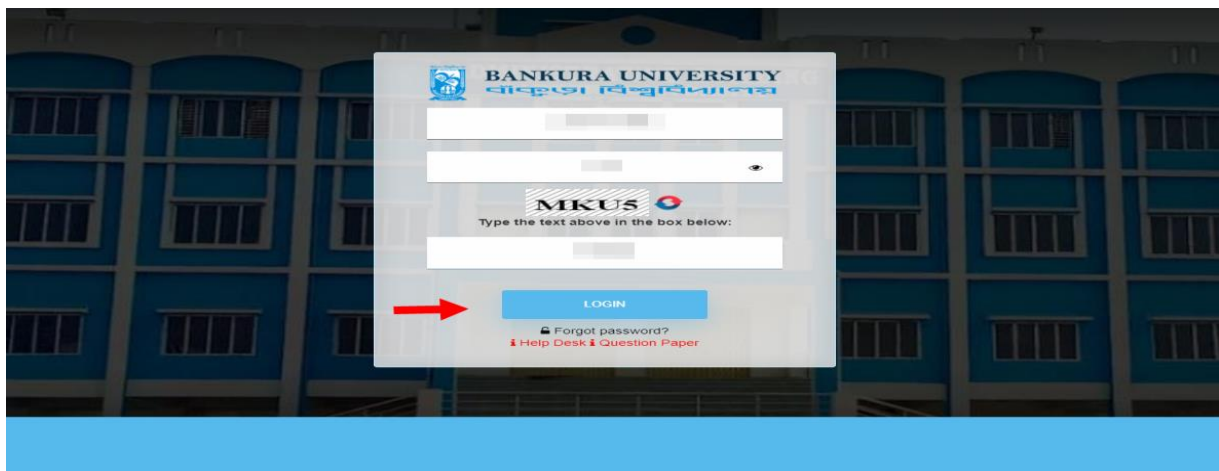 BANKURA UNIVERSITY
বাঁকুড়া বিশ্ববিদ্যালয়
MKU5
Type the text above in the box below:
LOGIN
Forgot password?
Help Desk Question Paper